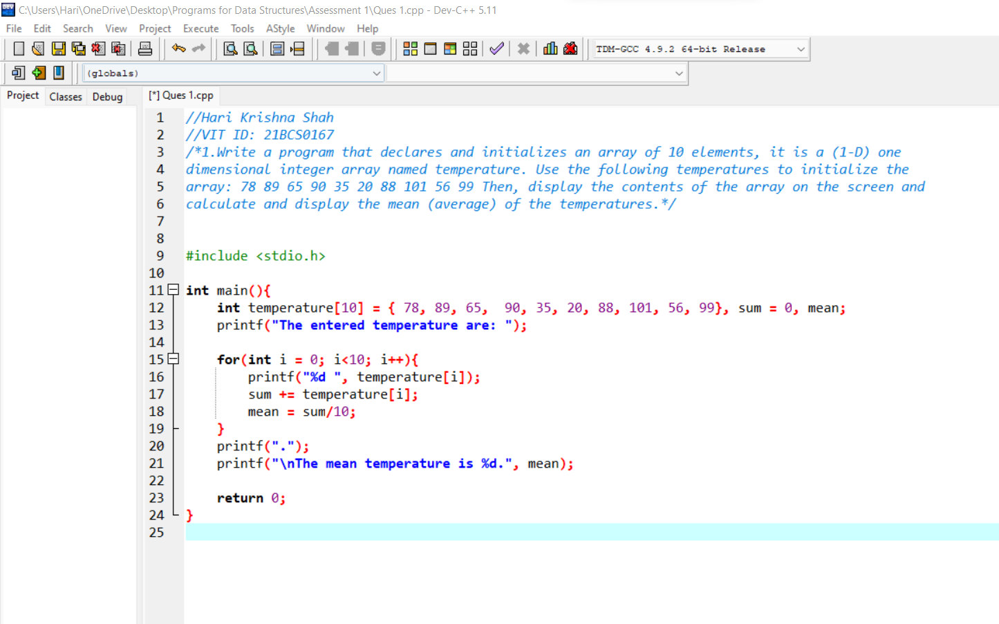 C:\Users\Hari\OneDrive\Desktop\Programs for Data Structures\Assessment 1\Ques 1.cpp - Dev-C++ 5.11
File Edit Search View Project Execute Tools AStyle Window Help
TDM-GCC 4.9.2 64-bit Release
(globals)
Project Classes Debug [*] Ques 1.cpp
1 //Hari Krishna Shah
2 //VIT ID: 21BCS0167
3 /*1.Write a program that declares and initializes an array of 10 elements, it is a (1-D) one
4 dimensional integer array named temperature. Use the following temperatures to initialize the
5 array: 78 89 65 90 35 20 88 101 56 99 Then, display the contents of the array on the screen and
6 calculate and display the mean (average) of the temperatures.*/
7
8
9 #include <stdio.h>
10
11 int main(){
12 int temperature[10] = { 78, 89, 65,  90, 35, 20, 88, 101, 56, 99}, sum = 0, mean;
13 printf("The entered temperature are: ");
14
15 for(int i = 0; i<10; i++){
16 printf("%d ", temperature[i]);
17 sum += temperature[i];
18 mean = sum/10;
19 }
20 printf(".");
21 printf("\nThe mean temperature is %d.", mean);
22
23 return 0;
24 }
25